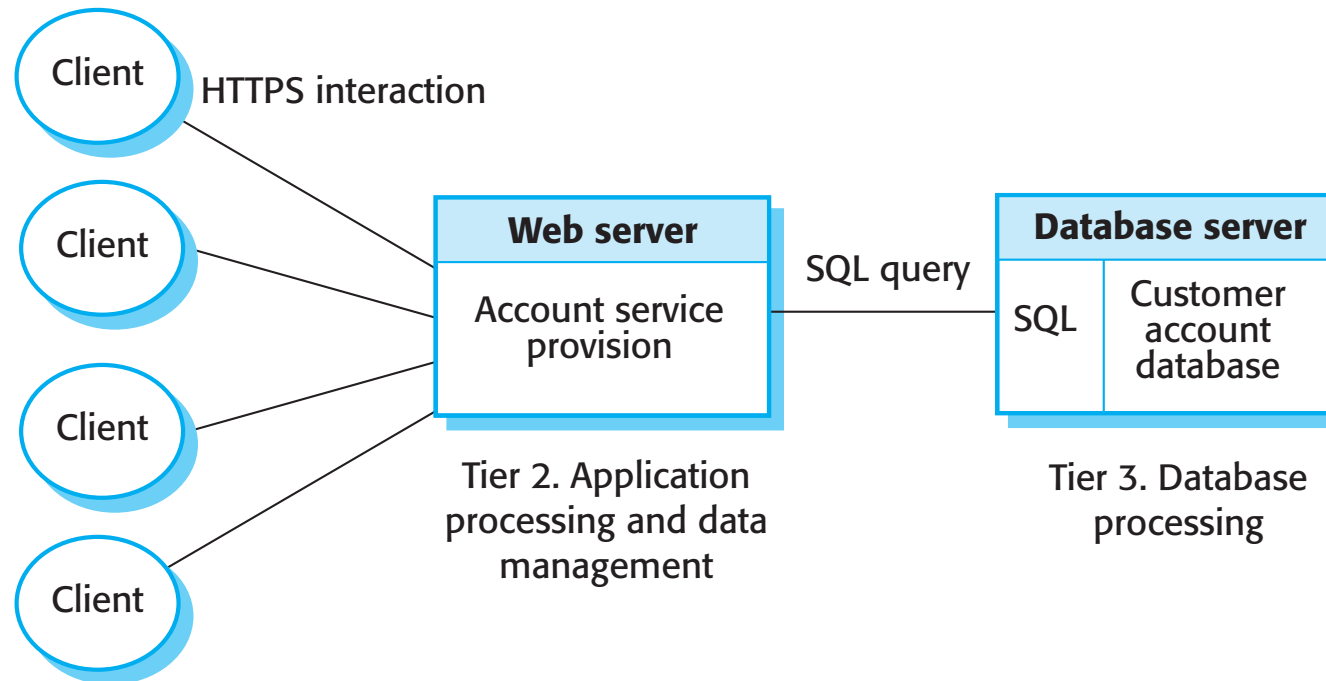 Client
HTTPS interaction
Client
Client
Client
Web server
Account service
provision
Tier 2. Application
processing and data
management
SQL query
Database server
SQL
Customer
account
database
Tier 3. Database
processing